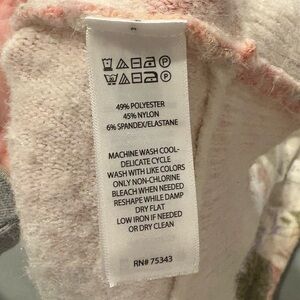 49% POLYESTER
45% NYLON
6% SPANDEX/ELASTANE
MACHINE WASH COOL-
DELICATE CYCLE
WASH WITH LIKE COLORS
ONLY NON-CHLORINE
BLEACH WHEN NEEDED
RESHAPE WHILE DAMP
DRY FLAT
LOW IRON IF NEEDED
OR DRY CLEAN
RN# 75343